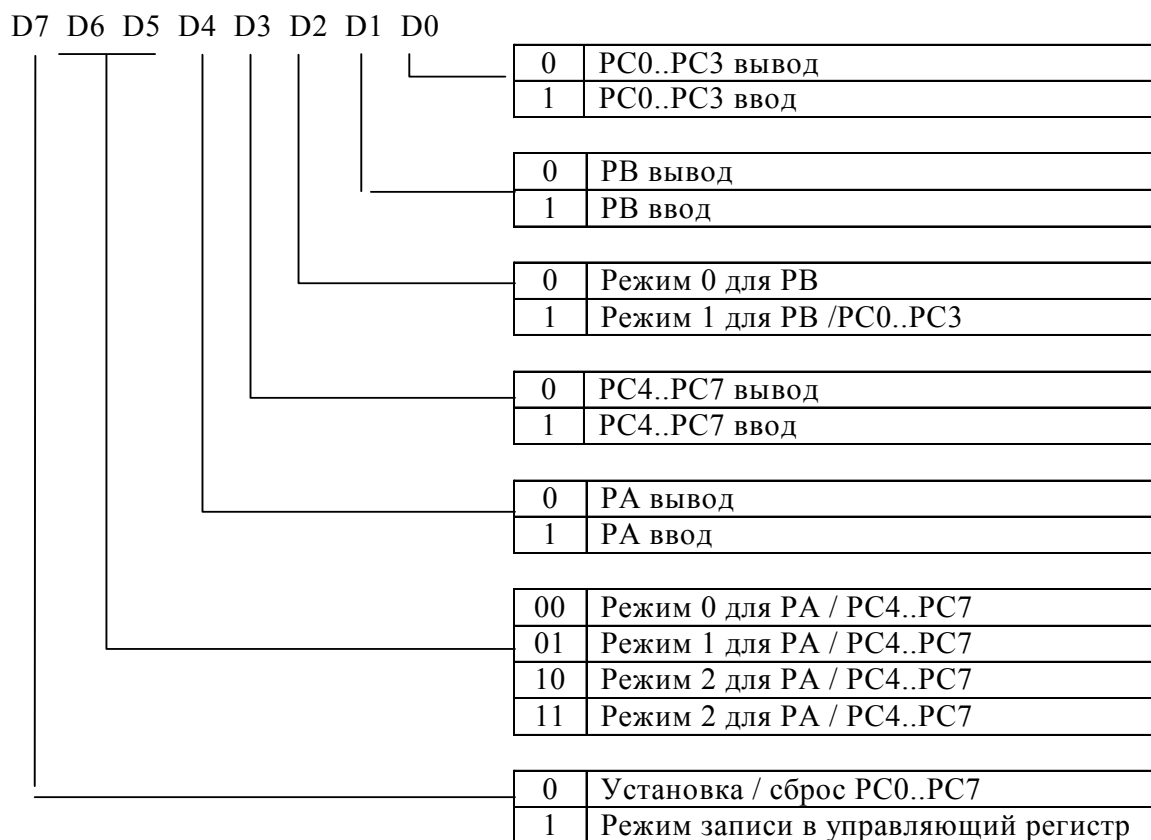 D7 D6 D5 D4 D3 D2 D1 D0
0 PC0..PC3 вывод
1 PC0..PC3 ввод
0 PB вывод
1 PB ввод
0 Режим 0 для PB
1 Режим 1 для PB /PC0..PC3
0 PC4..PC7 вывод
1 PC4..PC7 ввод
0 PA вывод
1 PA ввод
00 Режим 0 для PA / PC4..PC7
01 Режим 1 для PA / PC4..PC7
10 Режим 2 для PA / PC4..PC7
11 Режим 2 для PA / PC4..PC7
0 Установка / сброс PC0..PC7
1 Режим записи в управляющий регистр